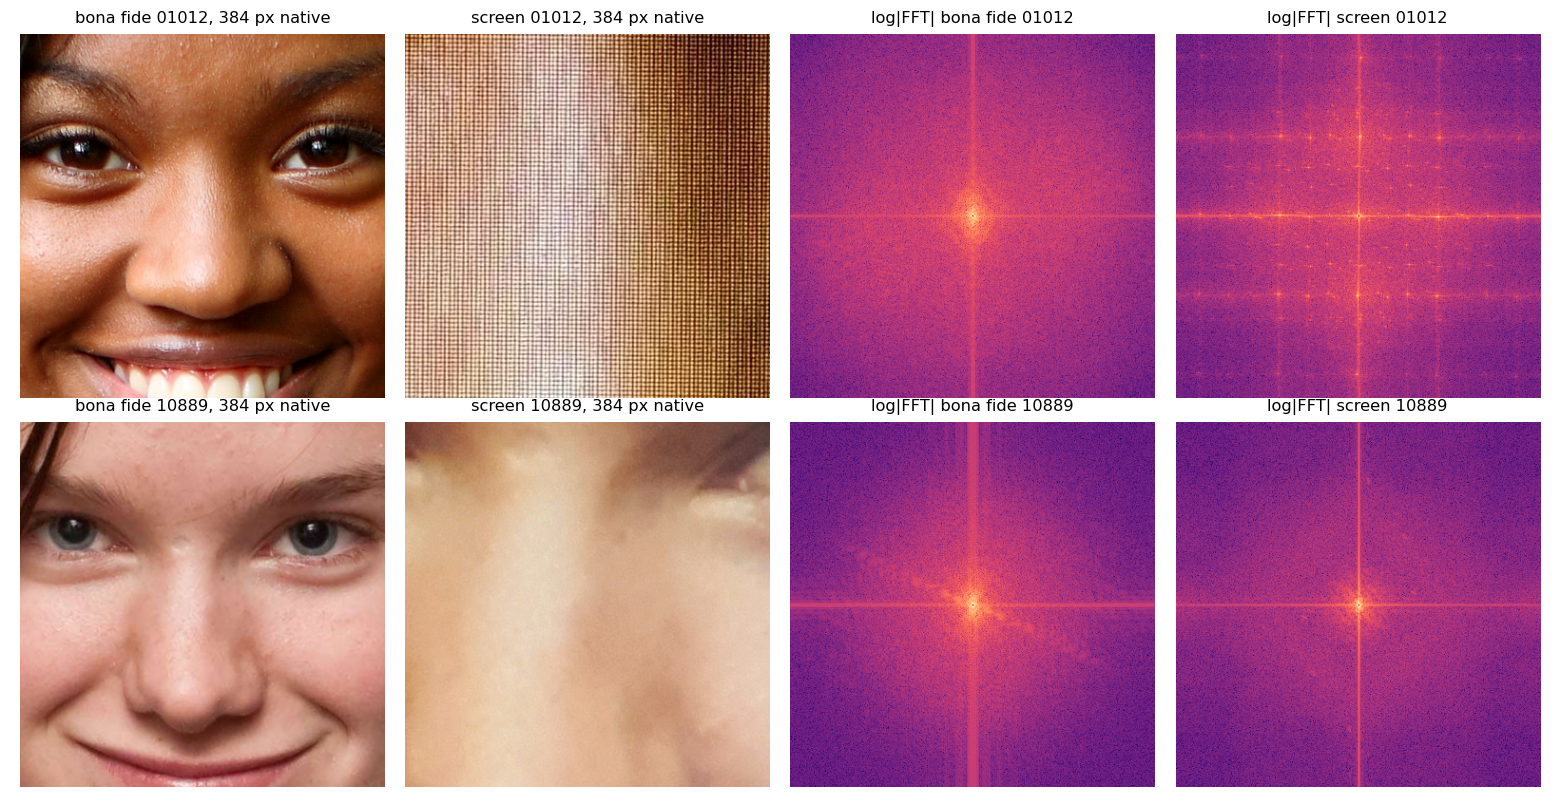 bona fide 01012, 384 px native
screen 01012, 384 px native
log|FFT| bona fide 01012
log|FFT| screen 01012
bona fide 10889, 384 px native
screen 10889, 384 px native
log|FFT| bona fide 10889
log|FFT| screen 10889